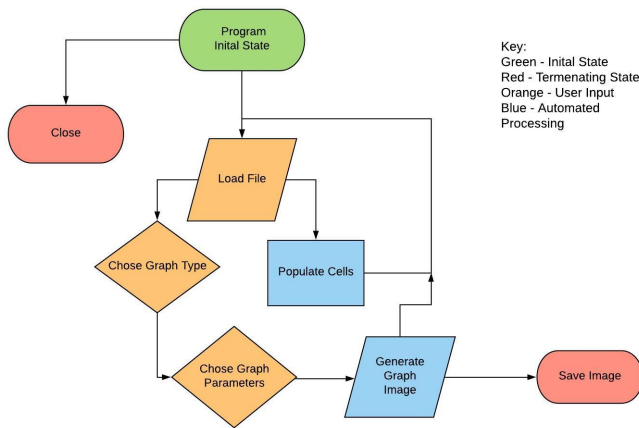 Program
Inital State
Key:
Green - Inital State
Red - Termenating State
Orange - User Input
Blue - Automated
Processing
Close
Load File
Chose Graph Type
Populate Cells
Chose Graph
Parameters
Generate
Graph
Image
Save Image